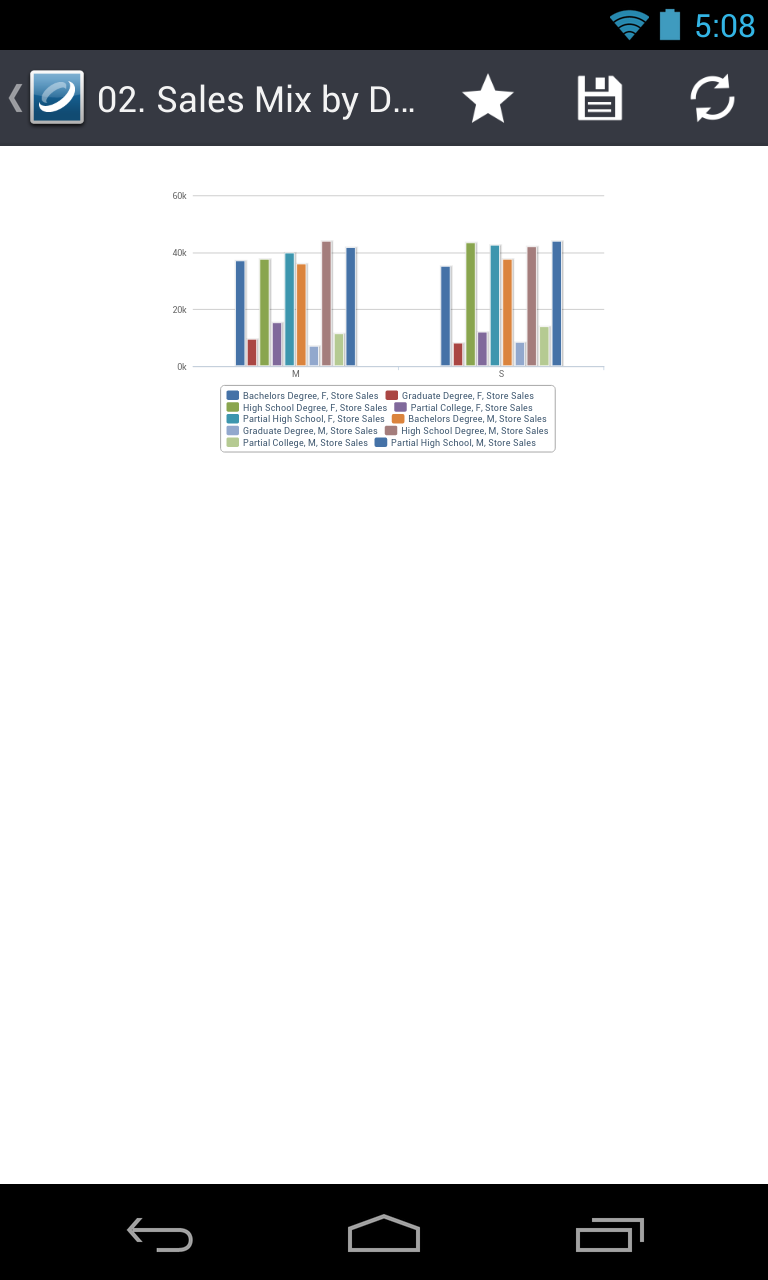 5:08
02. Sales Mix by D...
60k
40k
20k
0k
M S
Bachelors Degree, F, Store Sales Graduate Degree, F, Store Sales
High School Degree, F, Store Sales Partial College, F, Store Sales
Partial High School, F, Store Sales Bachelors Degree, M, Store Sales
Graduate Degree, M, Store Sales High School Degree, M, Store Sales
Partial College, M, Store Sales Partial High School, M, Store Sales